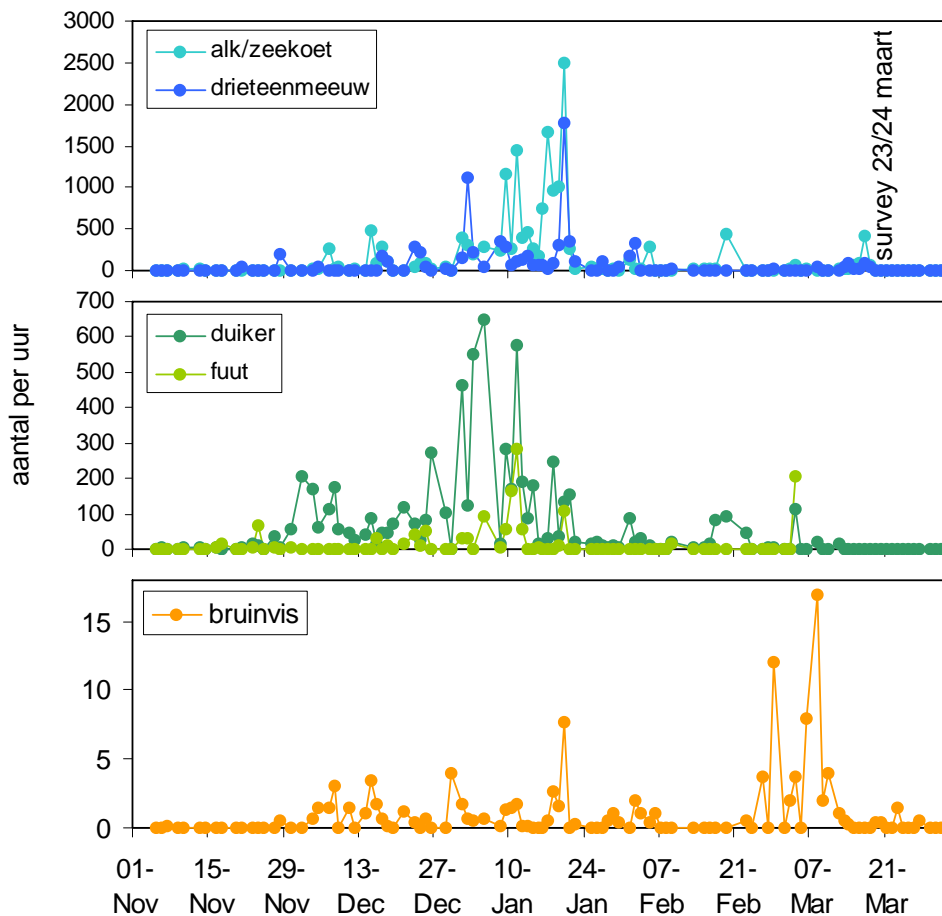 3000
2500
2000
1500
1000
500
0
alk/zeekoet
drieteenmeeuw
survey 23/24 maart
aantal per uur
700
600
500
400
300
200
100
0
duiker
fuut
15
10
5
0
bruinvis
01- 15- 29- 13- 27- 10- 24- 07- 21- 07- 21-
Nov Nov Nov Dec Dec Jan Jan Feb Feb Mar Mar